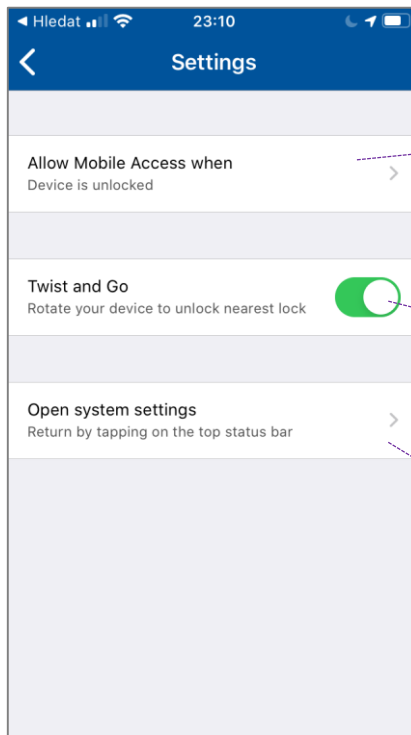 Hledat 23:10
Settings
Allow Mobile Access when
Device is unlocked
Twist and Go
Rotate your device to unlock nearest lock
Open system settings
Return by tapping on the top status bar